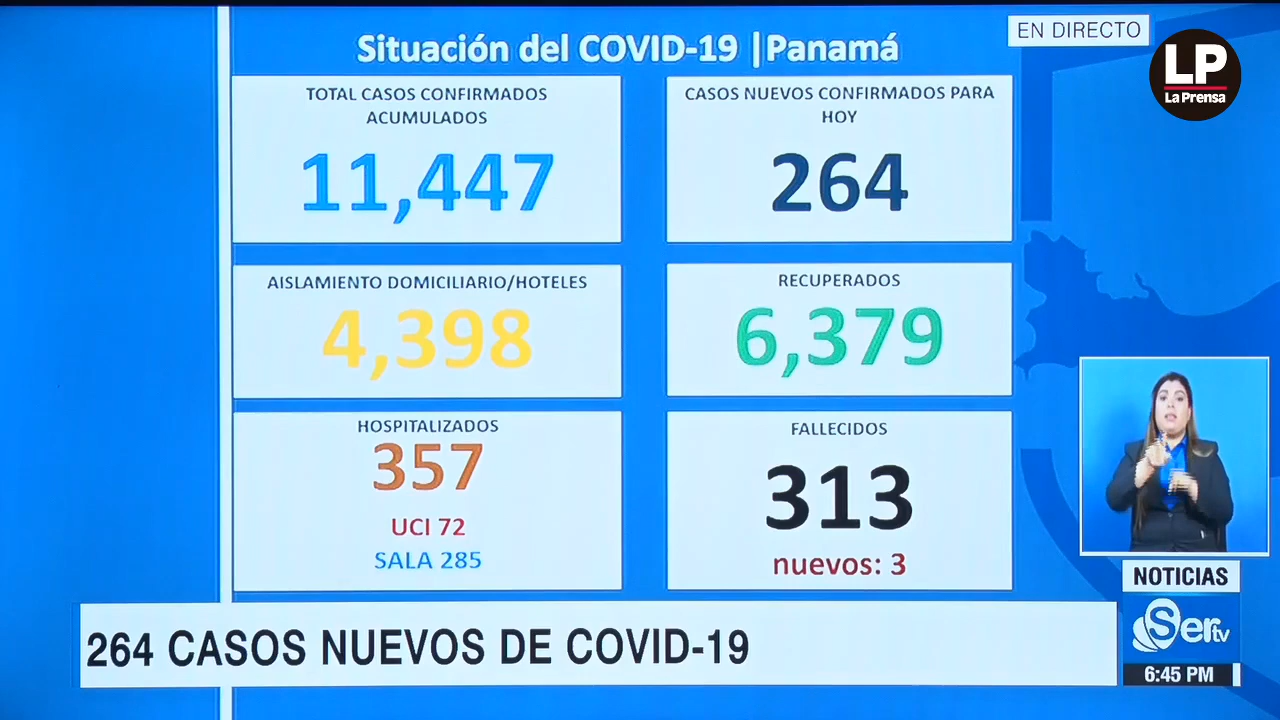 EN DIRECTO
LP
La Prensa
Situación del COVID-19 |Panamá
TOTAL CASOS CONFIRMADOS
ACUMULADOS
11,447
CASOS NUEVOS CONFIRMADOS PARA
HOY
264
AISLAMIENTO DOMICILIARIO/HOTELES
4,398
RECUPERADOS
6,379
HOSPITALIZADOS
357
UCI 72
SALA 285
FALLECIDOS
313
nuevos: 3
264 CASOS NUEVOS DE COVID-19
NOTICIAS
Sertv
6:45 PM